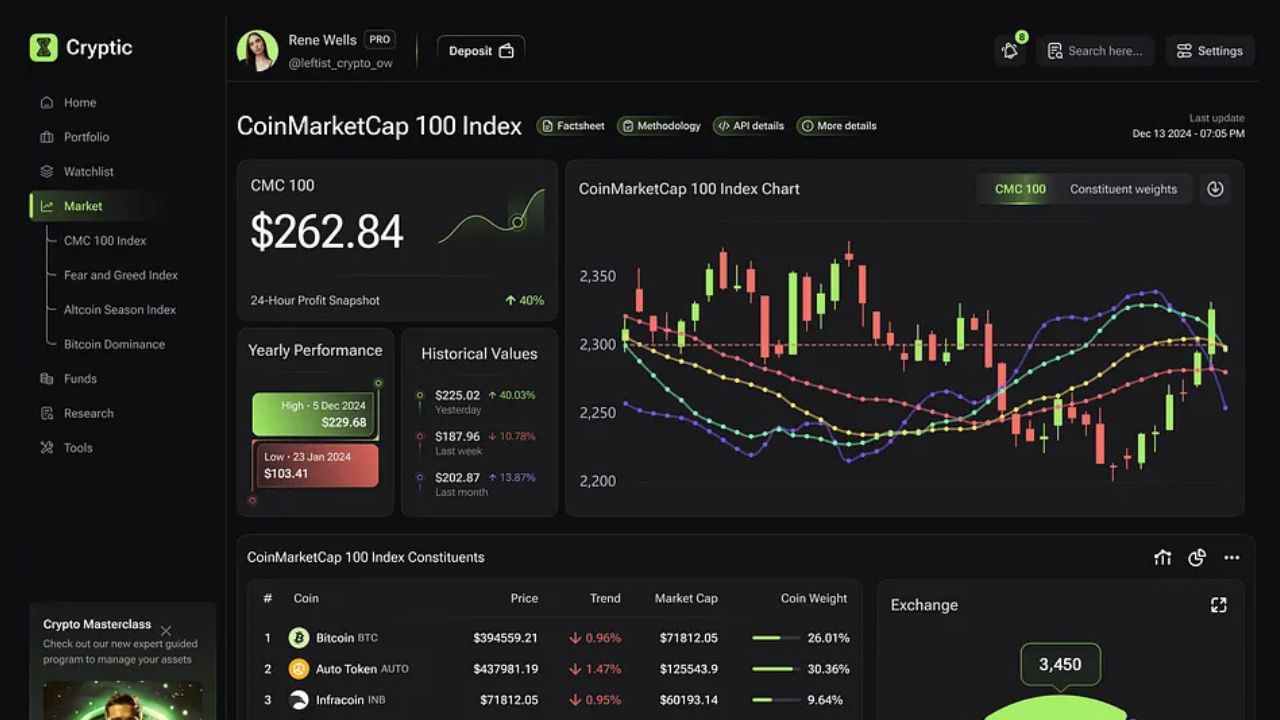 Cryptic
Home
Portfolio
Watchlist
Market
CMC 100 Index
Fear and Greed Index
Altcoin Season Index
Bitcoin Dominance
Funds
Research
Tools
Crypto Masterclass
Check out our new expert guided
program to manage your assets
Rene Wells PRO
@leftist_crypto_ow
Deposit
8
Search here...
Settings
CoinMarketCap 100 Index
Factsheet
Methodology
API details
More details
Last update
Dec 13 2024 - 07:05 PM
CMC 100
$262.84
24-Hour Profit Snapshot
40%
Yearly Performance
High • 5 Dec 2024
$229.68
Low • 23 Jan 2024
$103.41
Historical Values
$225.02 ↑ 40.03%
Yesterday
$187.96 ↓ 10.78%
Last week
$202.87 ↑ 13.87%
Last month
CoinMarketCap 100 Index Chart
CMC 100
Constituent weights
2,350
2,300
2,250
2,200
CoinMarketCap 100 Index Constituents
# Coin Price Trend Market Cap Coin Weight
1 Bitcoin BTC $394559.21 ↓ 0.96% $71812.05 26.01%
2 Auto Token AUTO $437981.19 ↓ 1.47% $125543.9 30.36%
3 Infracoin INB $71812.05 ↓ 0.95% $60193.14 9.64%
Exchange
3,450